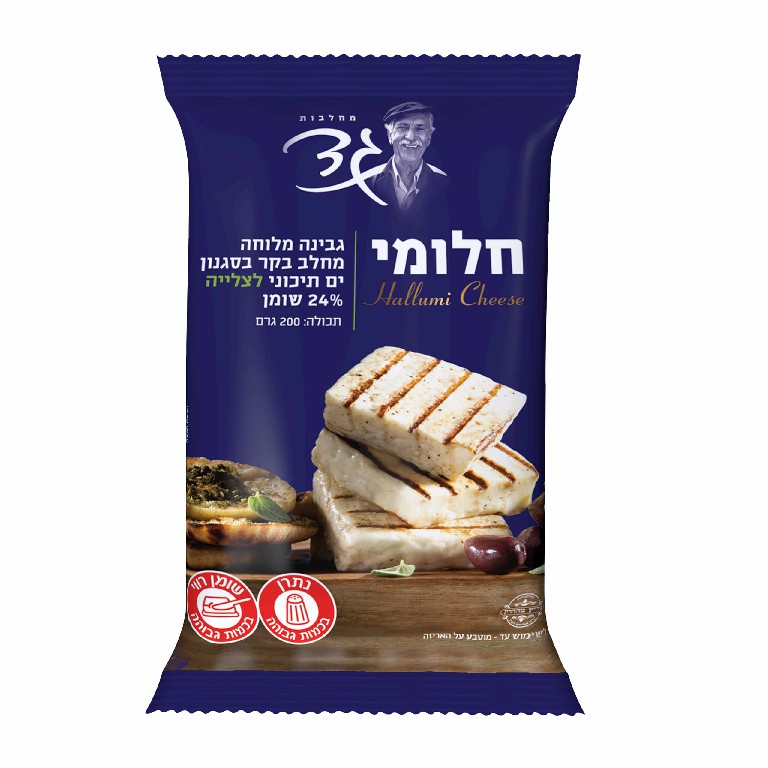 מחלבות
גד
חלומי
Hallumi Cheese
גבינה מלוחה
מחלב בקר בסגנון
ים תיכוני לצלייה
24% שומן
תכולה: 200 גרם
שומן רווי
בכמות גבוהה
נתרן
בכמות גבוהה
שימוש עד - מוטבע על האריזה